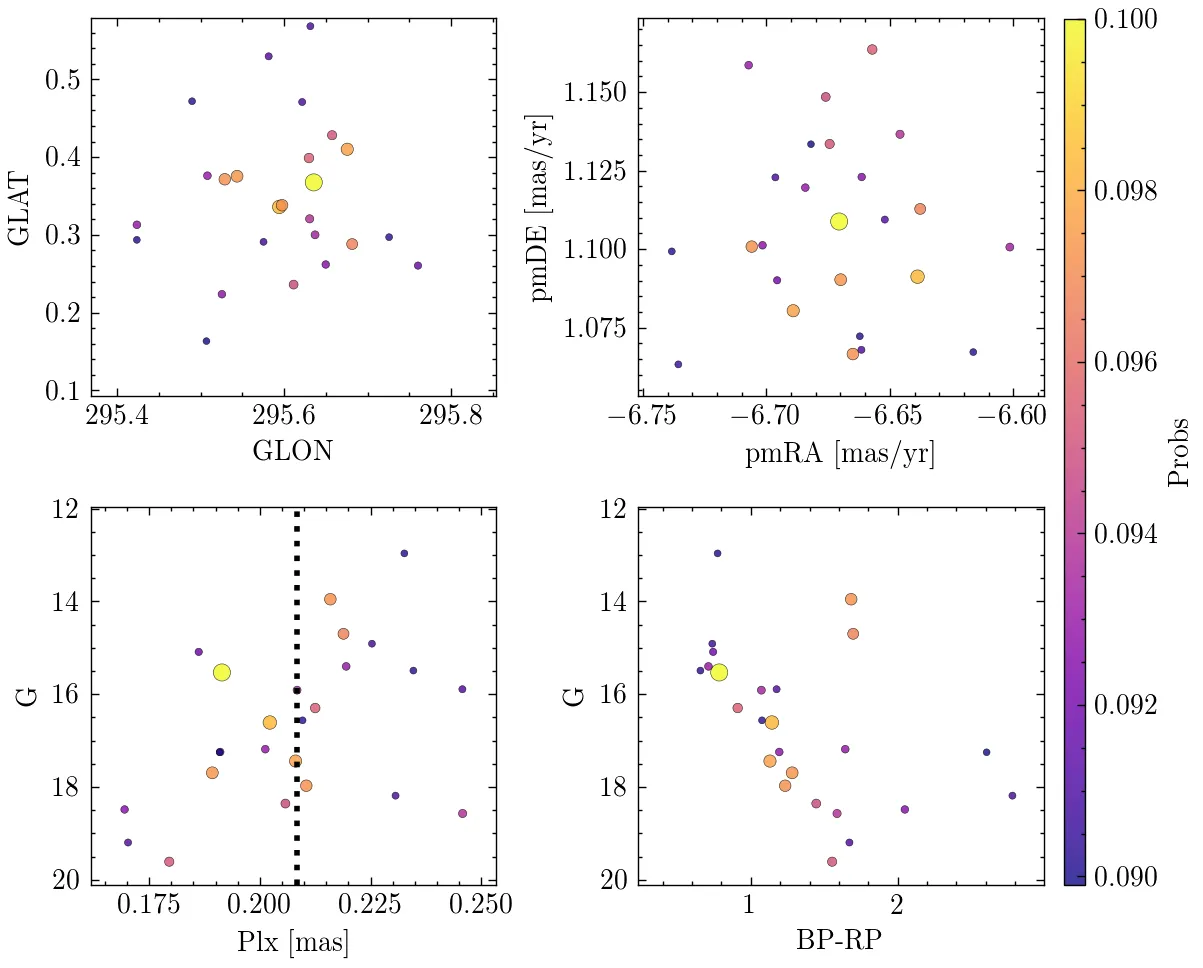 0.5
0.4
0.3
0.2
0.1
GLAT
295.4 295.6 295.8
GLON
1.150
1.125
1.100
1.075
pmDE [mas/yr]
−6.75 −6.70 −6.65 −6.60
pmRA [mas/yr]
0.100
0.098
0.096
0.094
0.092
0.090
Probs
12
14
16
18
20
G
0.175 0.200 0.225 0.250
Plx [mas]
12
14
16
18
20
G
1 2
BP-RP